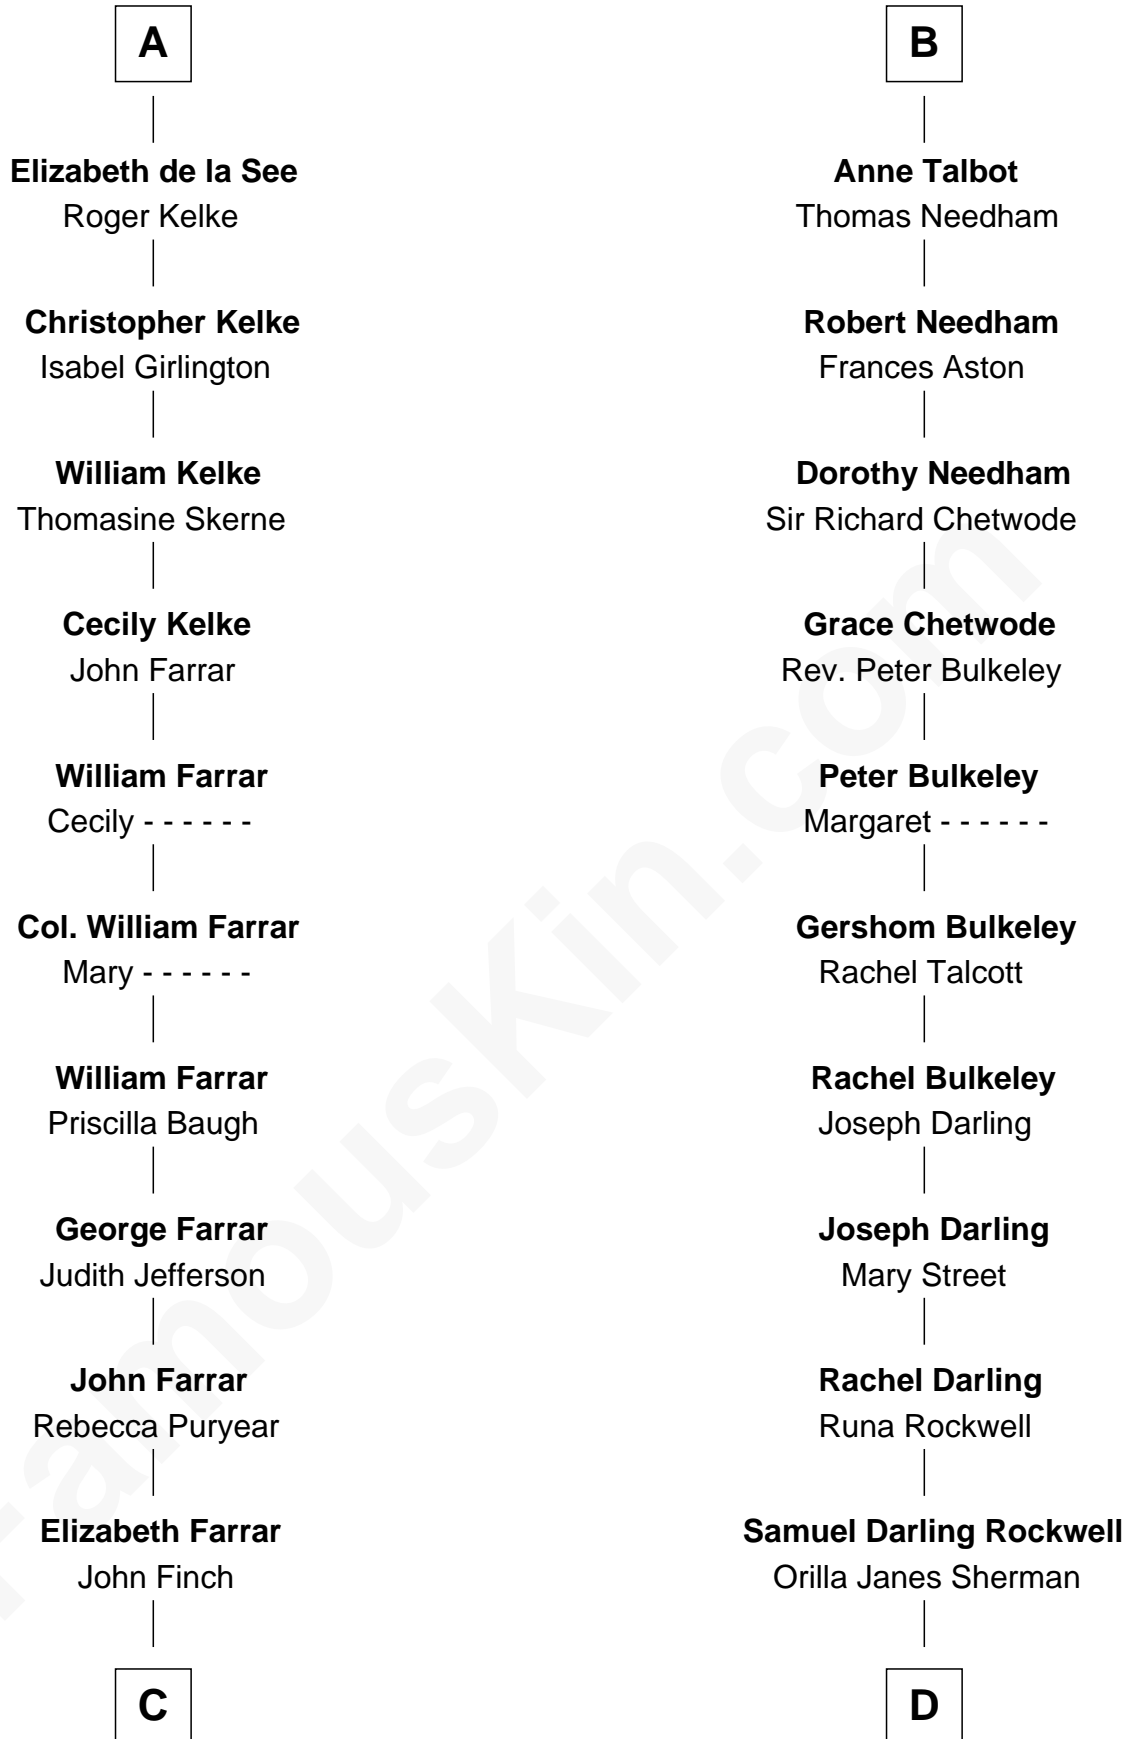 A
Elizabeth de la See
Roger Kelke
Christopher Kelke
Isabel Girlington
William Kelke
Thomasine Skerne
Cecily Kelke
John Farrar
William Farrar
Cecily - - - - - -
Col. William Farrar
Mary - - - - - -
William Farrar
Priscilla Baugh
George Farrar
Judith Jefferson
John Farrar
Rebecca Puryear
Elizabeth Farrar
John Finch
C
B
Anne Talbot
Thomas Needham
Robert Needham
Frances Aston
Dorothy Needham
Sir Richard Chetwode
Grace Chetwode
Rev. Peter Bulkeley
Peter Bulkeley
Margaret - - - - - -
Gershom Bulkeley
Rachel Talcott
Rachel Bulkeley
Joseph Darling
Joseph Darling
Mary Street
Rachel Darling
Runa Rockwell
Samuel Darling Rockwell
Orilla Janes Sherman
D
FamousKin.com